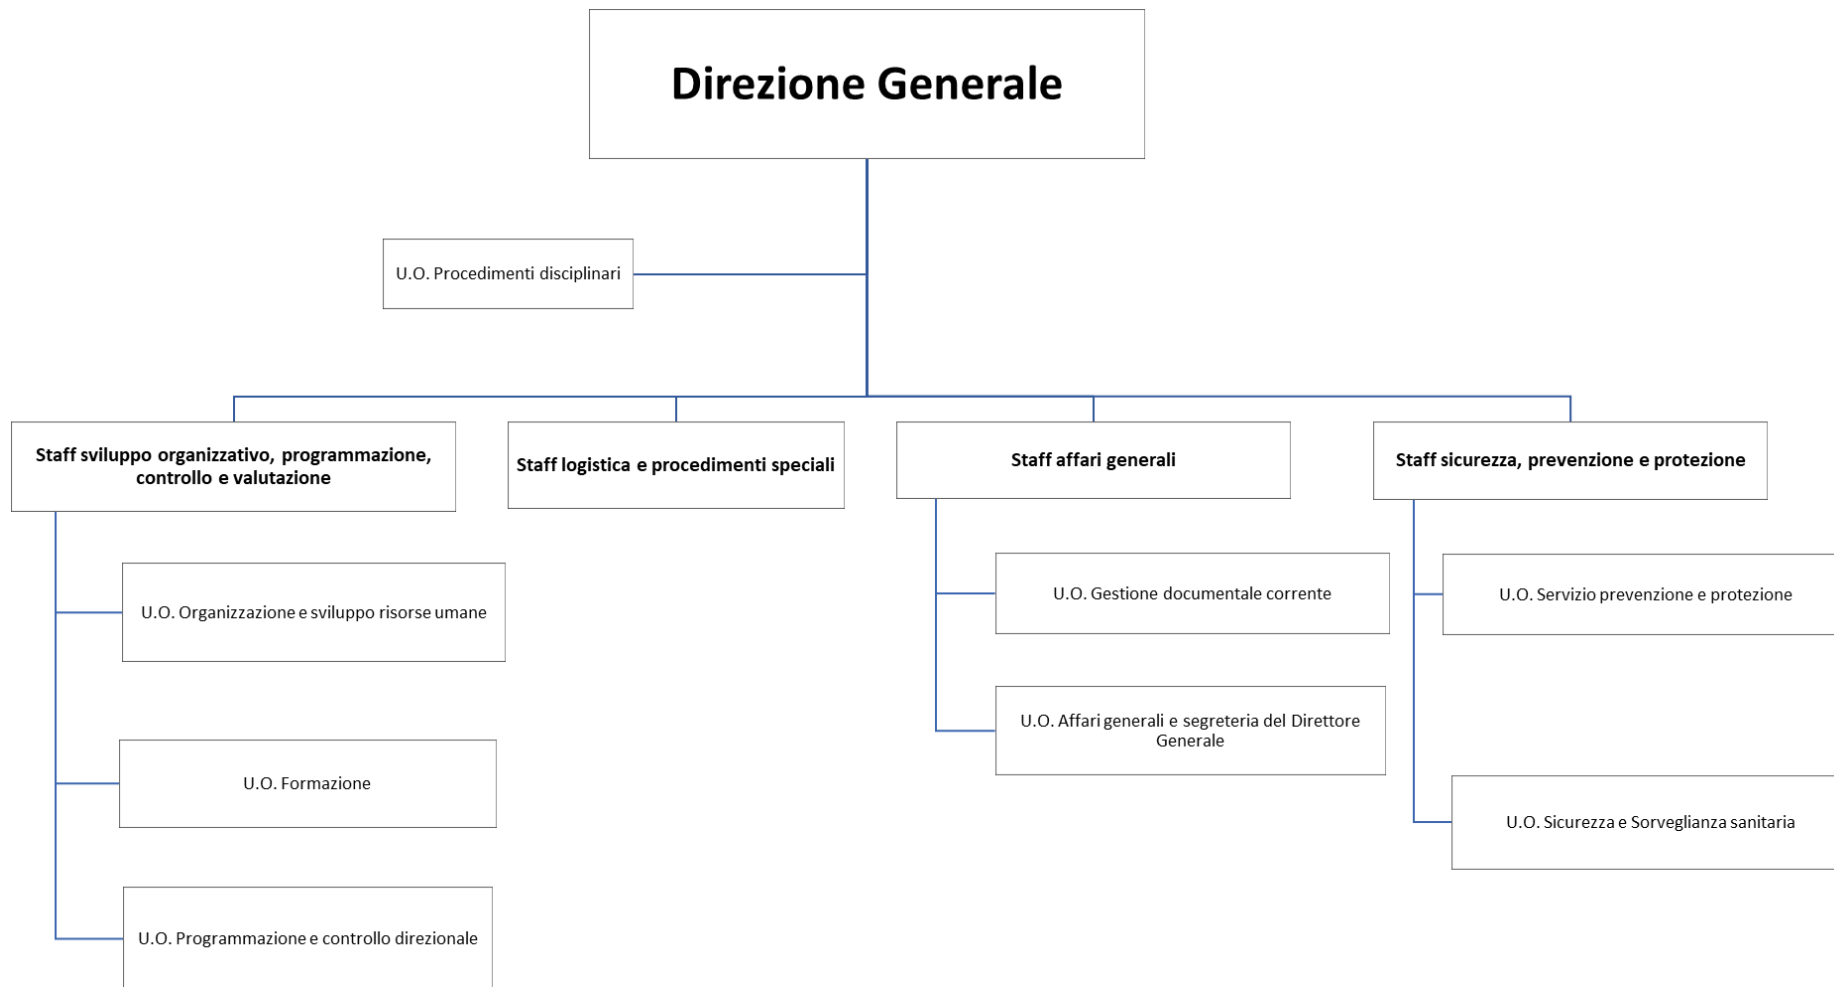 Direzione Generale
U.O. Procedimenti disciplinari
Staff sviluppo organizzativo, programmazione,
controllo e valutazione
Staff logistica e procedimenti speciali
Staff affari generali
Staff sicurezza, prevenzione e protezione
U.O. Organizzazione e sviluppo risorse umane
U.O. Formazione
U.O. Programmazione e controllo direzionale
U.O. Gestione documentale corrente
U.O. Affari generali e segreteria del Direttore
Generale
U.O. Servizio prevenzione e protezione
U.O. Sicurezza e Sorveglianza sanitaria